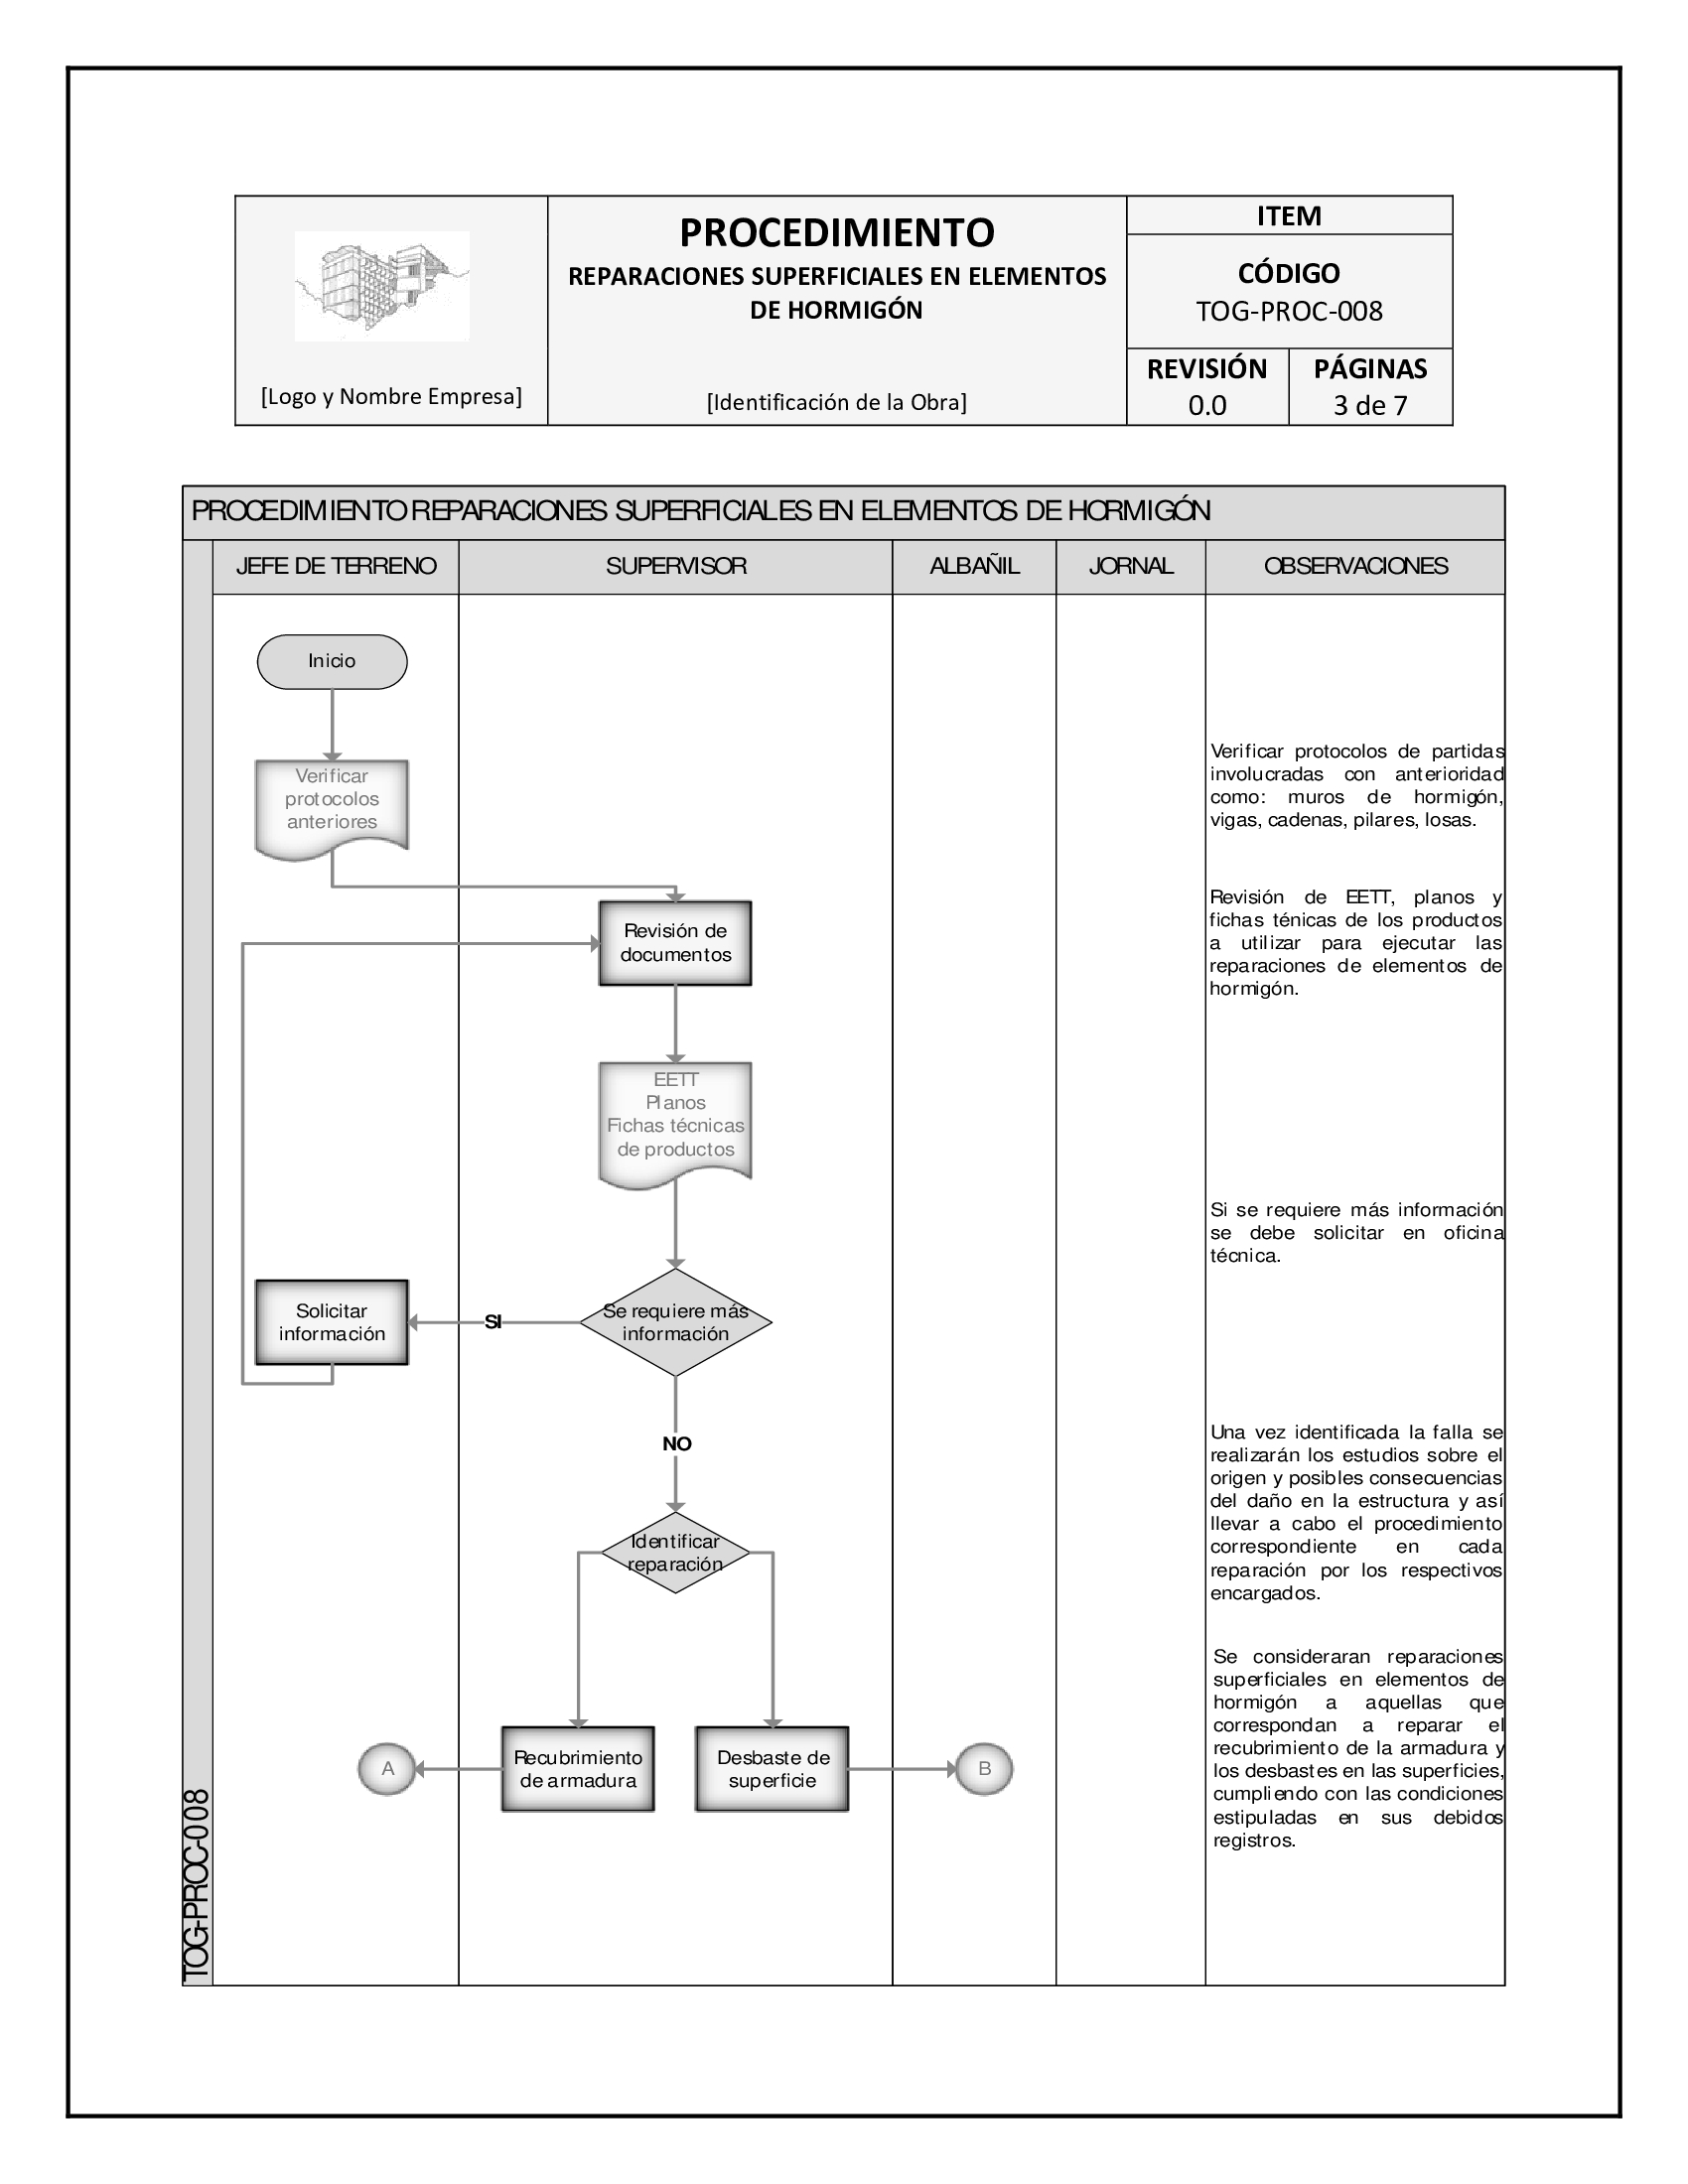 PROCEDIMIENTO
REPARACIONES SUPERFICIALES EN ELEMENTOS
DE HORMIGÓN
[Logo y Nombre Empresa]
[Identificación de la Obra]
ITEM
CÓDIGO
TOG-PROC-008
REVISIÓN
0.0
PÁGINAS
3 de 7
PROCEDIMIENTO REPARACIONES SUPERFICIALES EN ELEMENTOS DE HORMIGÓN
JEFE DE TERRENO
SUPERVISOR
ALBAÑIL
JORNAL
OBSERVACIONES
Inicio
Verificar
protocolos
anteriores
Verificar protocolos de partidas
involucradas con anterioridad
como: muros de hormigón,
vigas, cadenas, pilares, losas.
Revisión de
documentos
Revisión de EETT, planos y
fichas ténicas de los productos
a utilizar para ejecutar las
reparaciones de elementos de
hormigón.
EETT
Planos
Fichas técnicas
de productos
Si se requiere más información
se debe solicitar en oficina
técnica.
Solicitar
información
SI
Se requiere más
información
NO
Una vez identificada la falla se
realizarán los estudios sobre el
origen y posibles consecuencias
del daño en la estructura y así
llevar a cabo el procedimiento
correspondiente en cada
reparación por los respectivos
encargados.
Identificar
reparación
Se consideraran reparaciones
superficiales en elementos de
hormigón a aquellas que
correspondan a reparar el
recubrimiento de la armadura y
los desbastes en las superficies,
cumpliendo con las condiciones
estipuladas en sus debidos
registros.
A
Recubrimiento
de armadura
Desbaste de
superficie
B
TOG-PROC-008